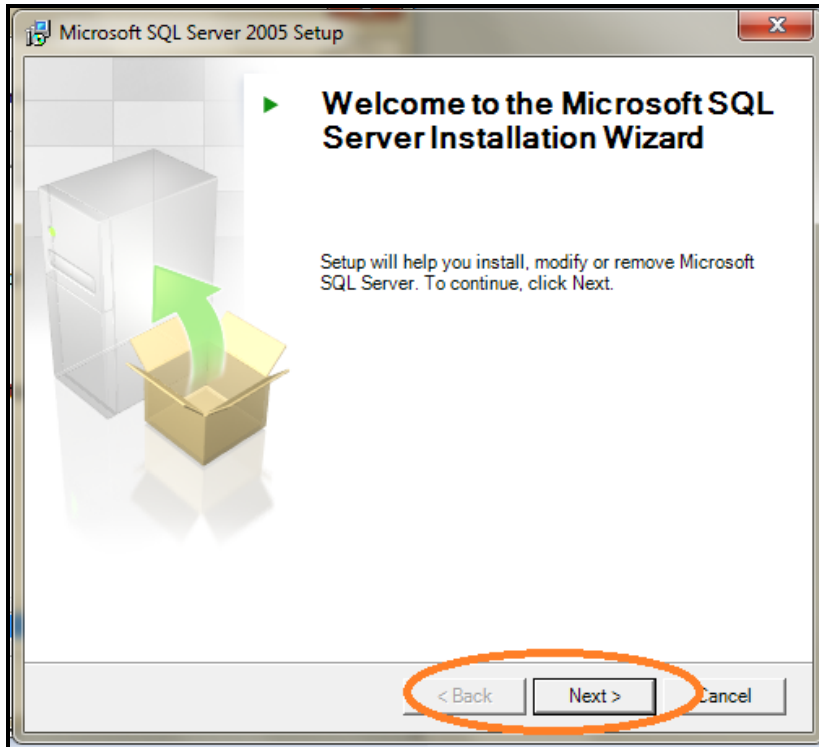 Microsoft SQL Server 2005 Setup
Welcome to the Microsoft SQL
Server Installation Wizard
Setup will help you install, modify or remove Microsoft
SQL Server. To continue, click Next.
< Back
Next >
Cancel